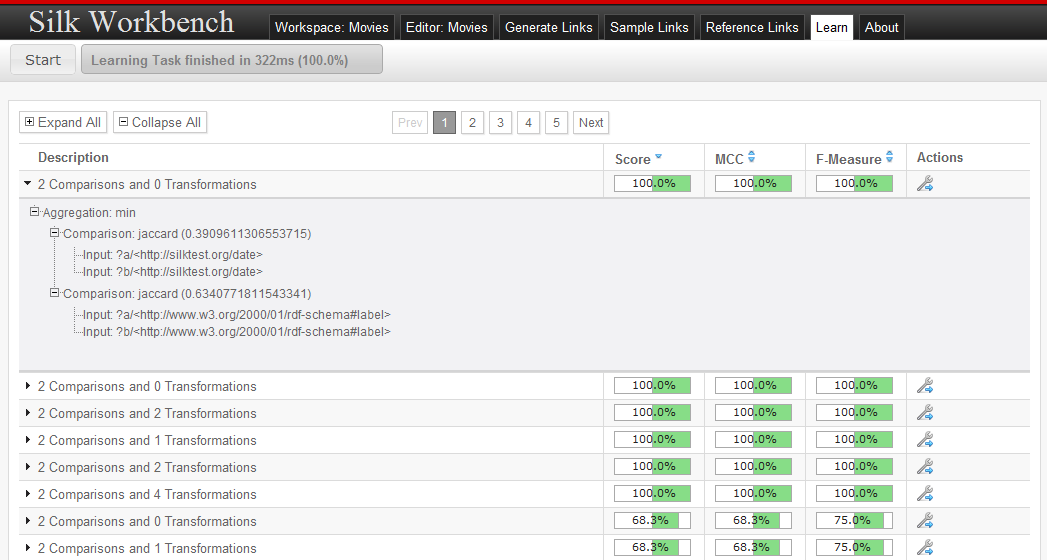 Silk Workbench Workspace: Movies Editor: Movies Generate Links Sample Links Reference Links Learn About
Start Learning Task finished in 322ms (100.0%)
Expand All Collapse All Prev 1 2 3 4 5 Next
Description Score MCC F-Measure Actions
2 Comparisons and 0 Transformations 100.0% 100.0% 100.0%
Aggregation: min
Comparison: jaccard (0.3909611306553715)
Input: ?a/<http://silktest.org/date>
Input: ?b/<http://silktest.org/date>
Comparison: jaccard (0.6340771811543341)
Input: ?a/<http://www.w3.org/2000/01/rdf-schema#label>
Input: ?b/<http://www.w3.org/2000/01/rdf-schema#label>
2 Comparisons and 0 Transformations 100.0% 100.0% 100.0%
2 Comparisons and 2 Transformations 100.0% 100.0% 100.0%
2 Comparisons and 1 Transformations 100.0% 100.0% 100.0%
2 Comparisons and 2 Transformations 100.0% 100.0% 100.0%
2 Comparisons and 4 Transformations 100.0% 100.0% 100.0%
2 Comparisons and 0 Transformations 68.3% 68.3% 75.0%
2 Comparisons and 1 Transformations 68.3% 68.3% 75.0%